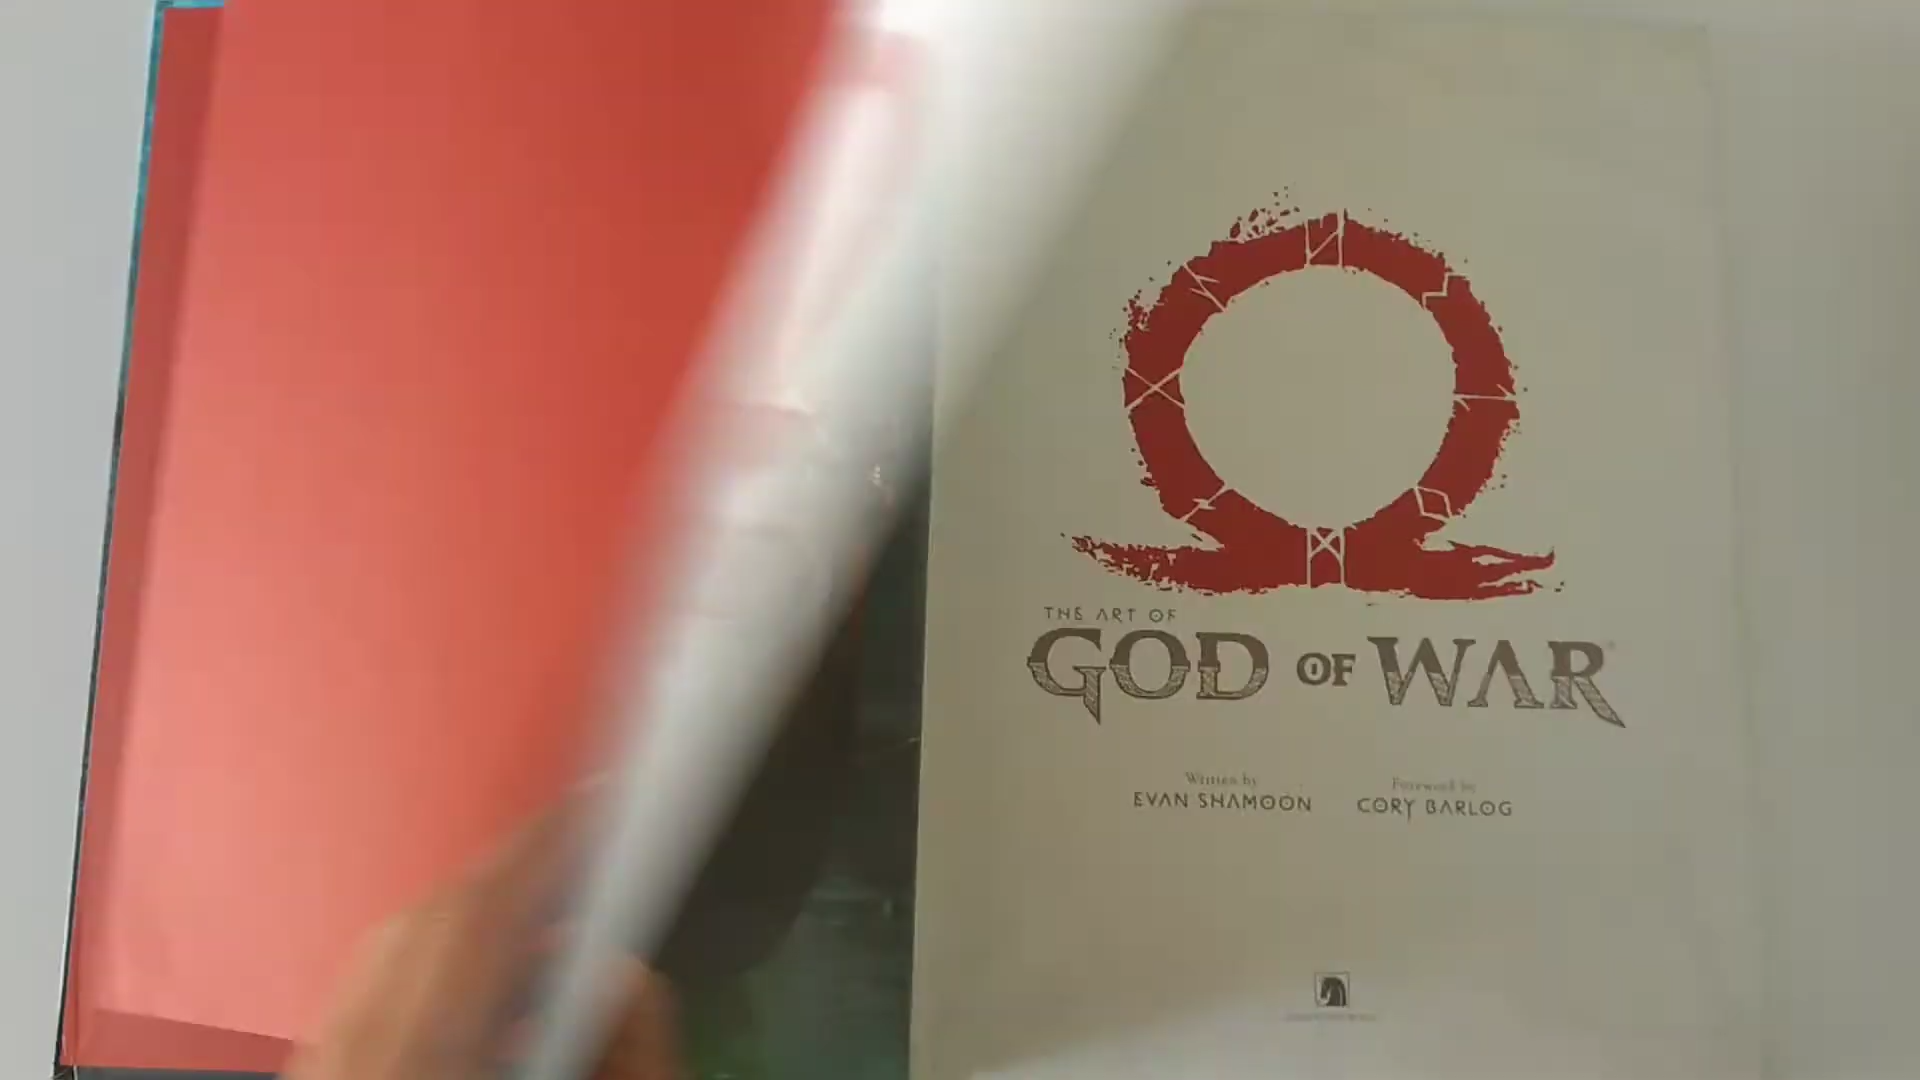 THE ART OF
GOD OF WAR
Written by
EVAN SHAMOON
Foreword by
CORY BARLOG